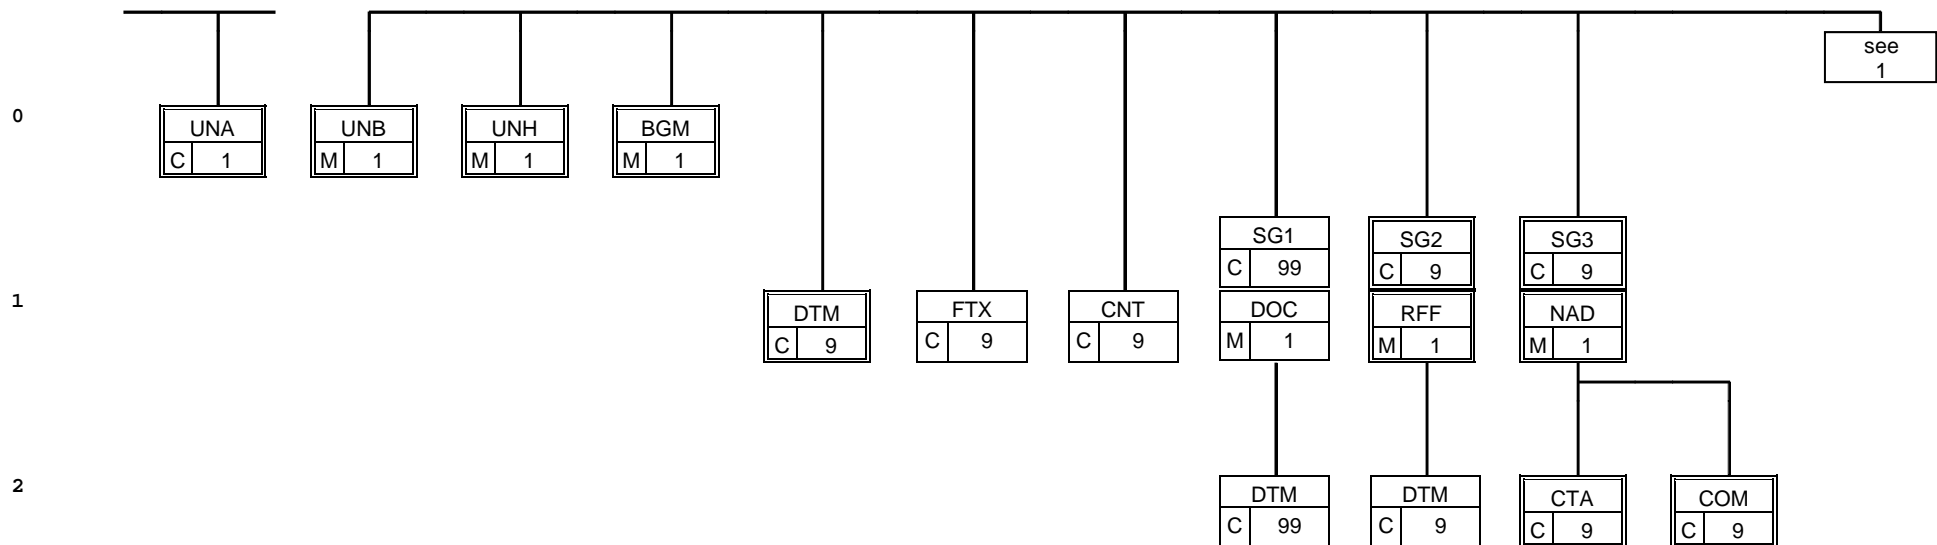 see
1
0
UNA
C 1
UNB
M 1
UNH
M 1
BGM
M 1
SG1
C 99
SG2
C 9
SG3
C 9
1
DTM
C 9
FTX
C 9
CNT
C 9
DOC
M 1
RFF
M 1
NAD
M 1
2
DTM
C 99
DTM
C 9
CTA
C 9
COM
C 9